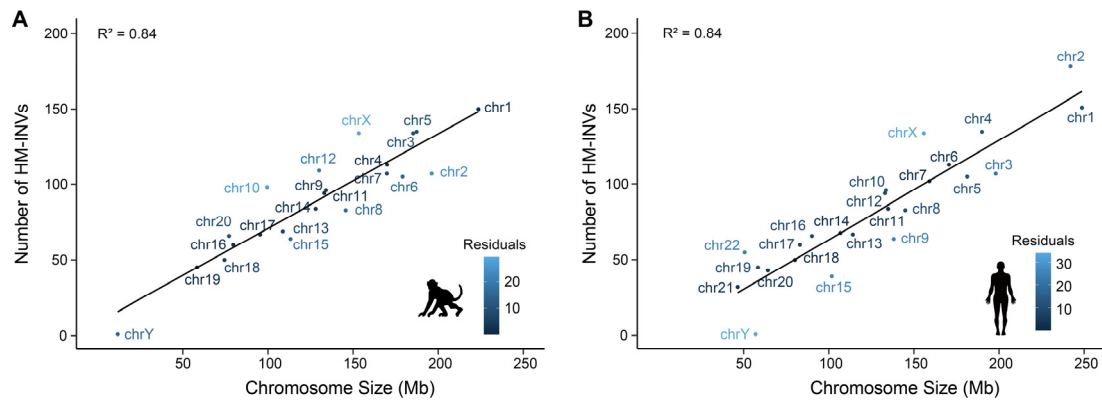 A
R² = 0.84
Number of HM-INVs
200
150
100
50
0
chr1
chrX
chr5
chr3
chr12
chr4
chr2
chr10
chr9
chr7
chr6
chr11
chr14
chr8
chr20
chr17
chr13
chr16
chr15
chr18
chr19
chrY
Residuals
20
10
50
100
150
200
250
Chromosome Size (Mb)
B
R² = 0.84
Number of HM-INVs
200
150
100
50
0
chr2
chr1
chr4
chrX
chr6
chr3
chr7
chr5
chr10
chr12
chr8
chr11
chr16
chr14
chr9
chr22
chr17
chr13
chr18
chr19
chr20
chr21
chr15
chrY
Residuals
30
20
10
50
100
150
200
250
Chromosome Size (Mb)